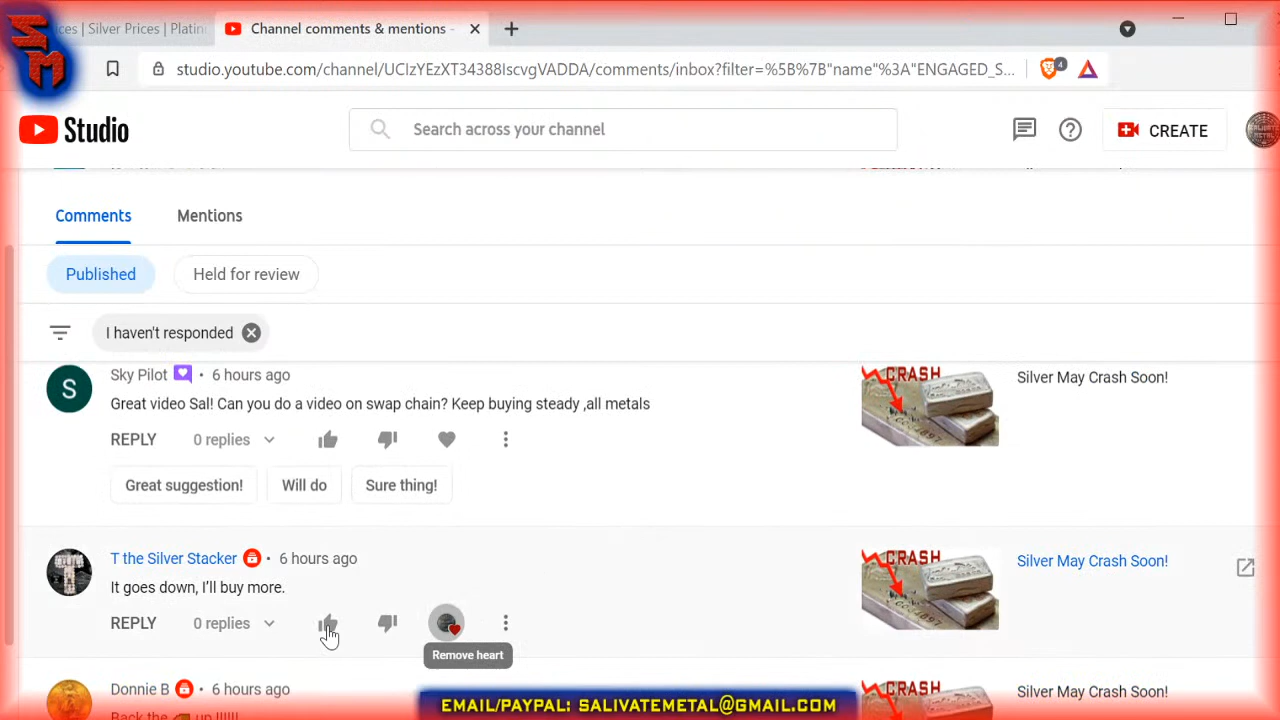 SM
ices | Silver Prices | Platin
Channel comments & mentions -
studio.youtube.com/channel/UCIzYEzXT34388IscvgVADDA/comments/inbox?filter=%5B%7B"name"%3A"ENGAGED_S...
4
Studio
Search across your channel
CREATE
Comments
Mentions
Published
Held for review
I haven't responded
S
Sky Pilot • 6 hours ago
Great video Sal! Can you do a video on swap chain? Keep buying steady ,all metals
REPLY 0 replies
Great suggestion! Will do Sure thing!
CRASH
Silver May Crash Soon!
T the Silver Stacker • 6 hours ago
It goes down, I'll buy more.
REPLY 0 replies
Remove heart
CRASH
Silver May Crash Soon!
Donnie B • 6 hours ago
Back the up !!!!!!
CRASH
Silver May Crash Soon!
EMAIL/PAYPAL: SALIVATEMETAL@GMAIL.COM